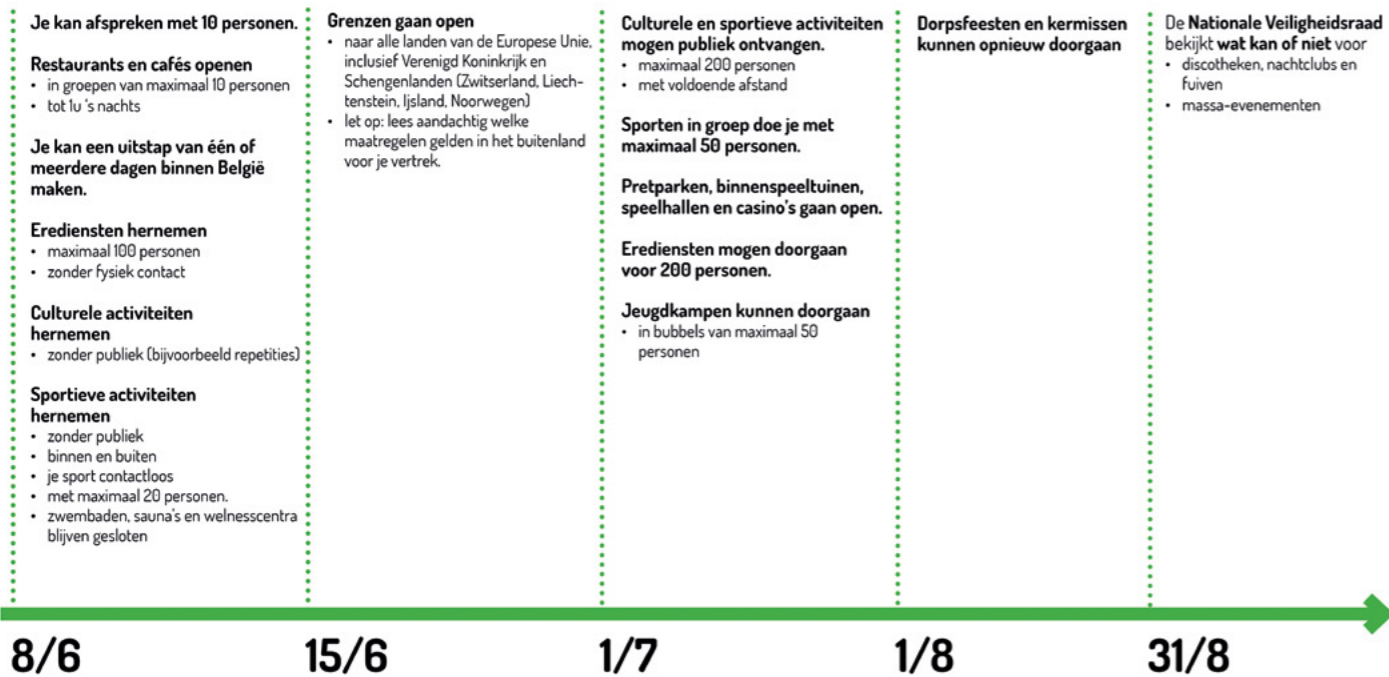 Je kan afspreken met 10 personen.
Restaurants en cafés openen
• in groepen van maximaal 10 personen
• tot 1u 's nachts
Je kan een uitstap van één of
meerdere dagen binnen België
maken.
Erediensten hernemen
• maximaal 100 personen
• zonder fysiek contact
Culturele activiteiten
hernemen
• zonder publiek (bijvoorbeeld repetities)
Sportieve activiteiten
hernemen
• zonder publiek
• binnen en buiten
• je sport contactloos
• met maximaal 20 personen.
• zwembaden, sauna's en welnesscentra
blijven gesloten
8/6
Grenzen gaan open
• naar alle landen van de Europese Unie,
inclusief Verenigd Koninkrijk en
Schengenlanden (Zwitserland, Liech-
tenstein, Ijsland, Noorwegen)
• let op: lees aandachtig welke
maatregelen gelden in het buitenland
voor je vertrek.
15/6
Culturele en sportieve activiteiten
mogen publiek ontvangen.
• maximaal 200 personen
• met voldoende afstand
Sporten in groep doe je met
maximaal 50 personen.
Pretparken, binnenspeeltuinen,
speelhallen en casino's gaan open.
Erediensten mogen doorgaan
voor 200 personen.
Jeugdkampen kunnen doorgaan
• in bubbels van maximaal 50
personen
1/7
Dorpsfeesten en kermissen
kunnen opnieuw doorgaan
1/8
De Nationale Veiligheidsraad
bekijkt wat kan of niet voor
• discotheken, nachtclubs en
fuiven
• massa-evenementen
31/8